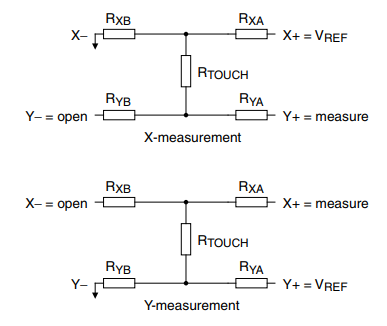 RXB RXA
X– X+ = VREF
RTOUCH
RYB RYA
Y– = open Y+ = measure
X-measurement
RXB RXA
X– = open X+ = measure
RTOUCH
RYB RYA
Y– Y+ = VREF
Y-measurement